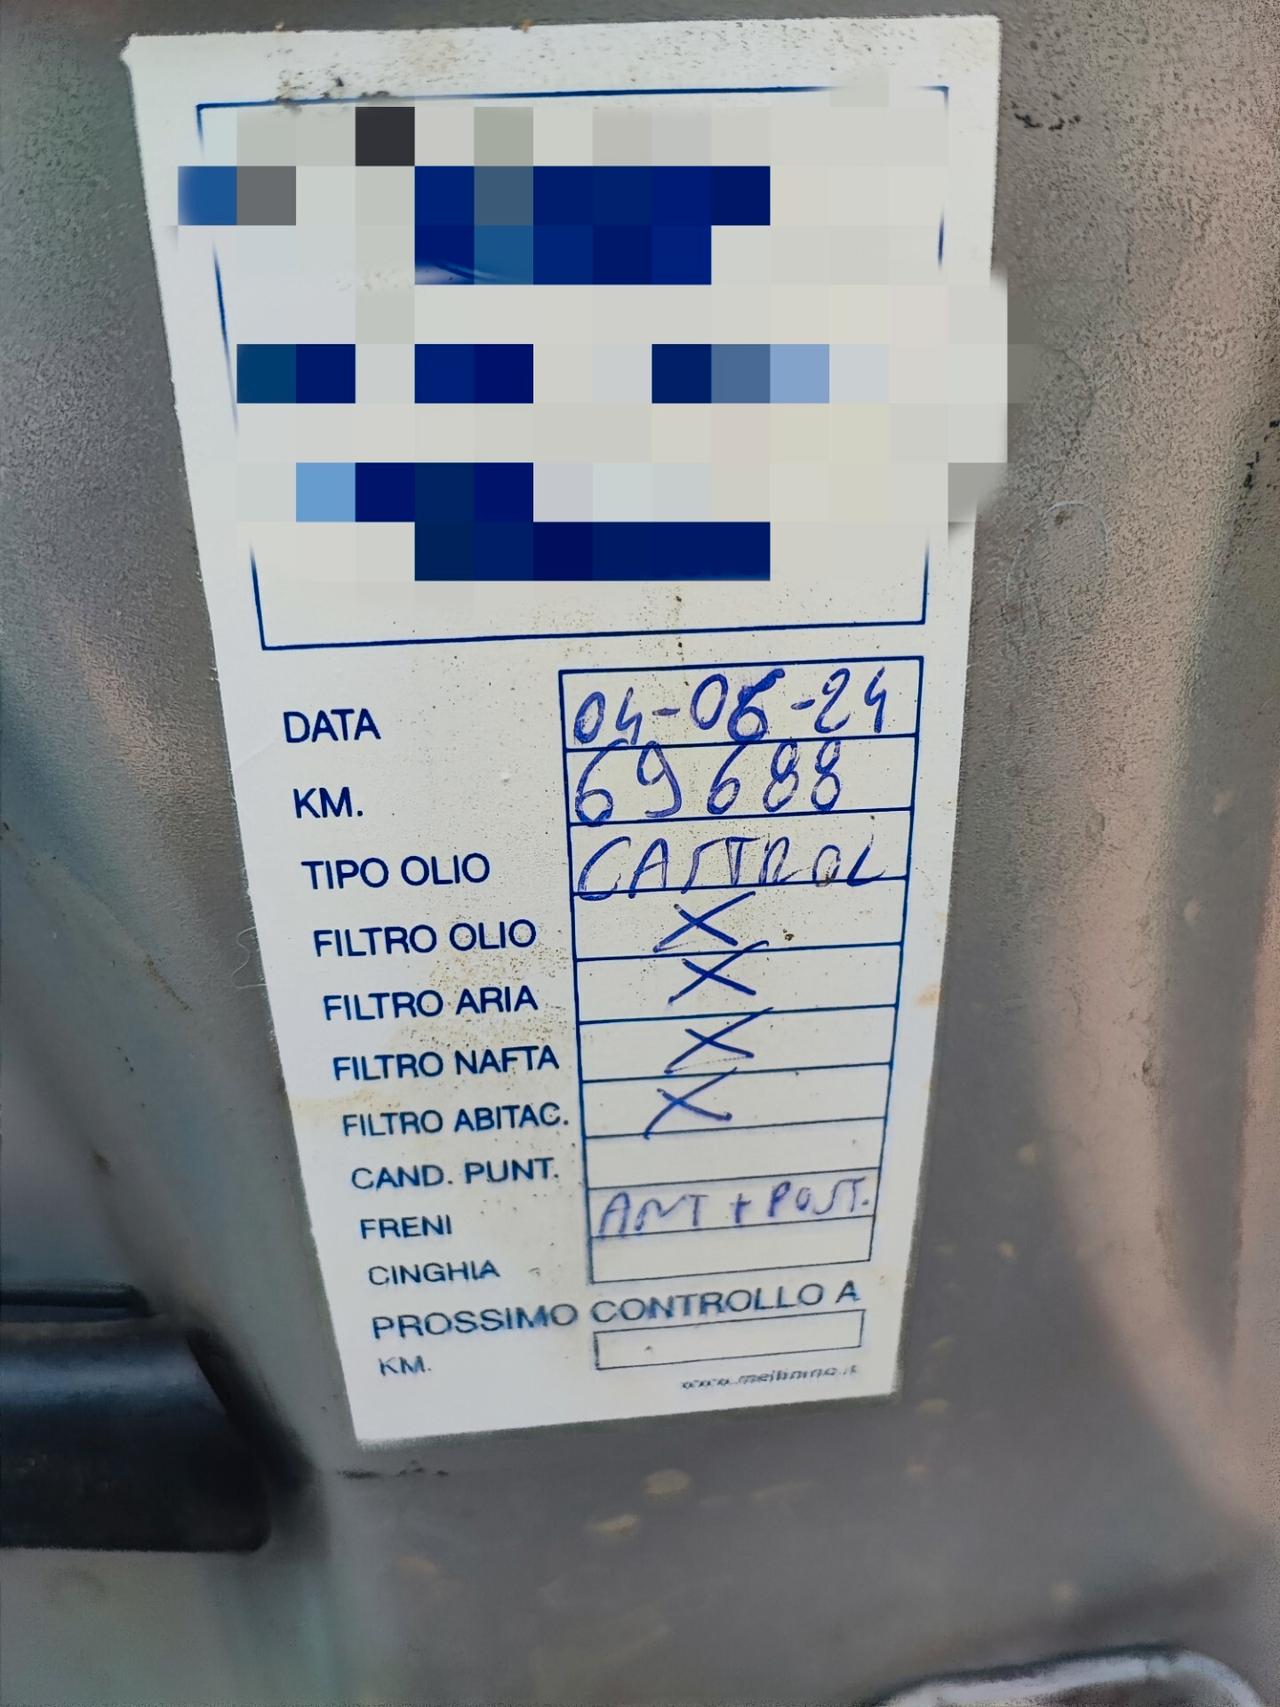 DATA 04-06-24
KM. 69688
TIPO OLIO CASTROL
FILTRO OLIO X
FILTRO ARIA X
FILTRO NAFTA X
FILTRO ABITAC. X
CAND. PUNT.
FRENI ANT + POST.
CINGHIA
PROSSIMO CONTROLLO A
KM.